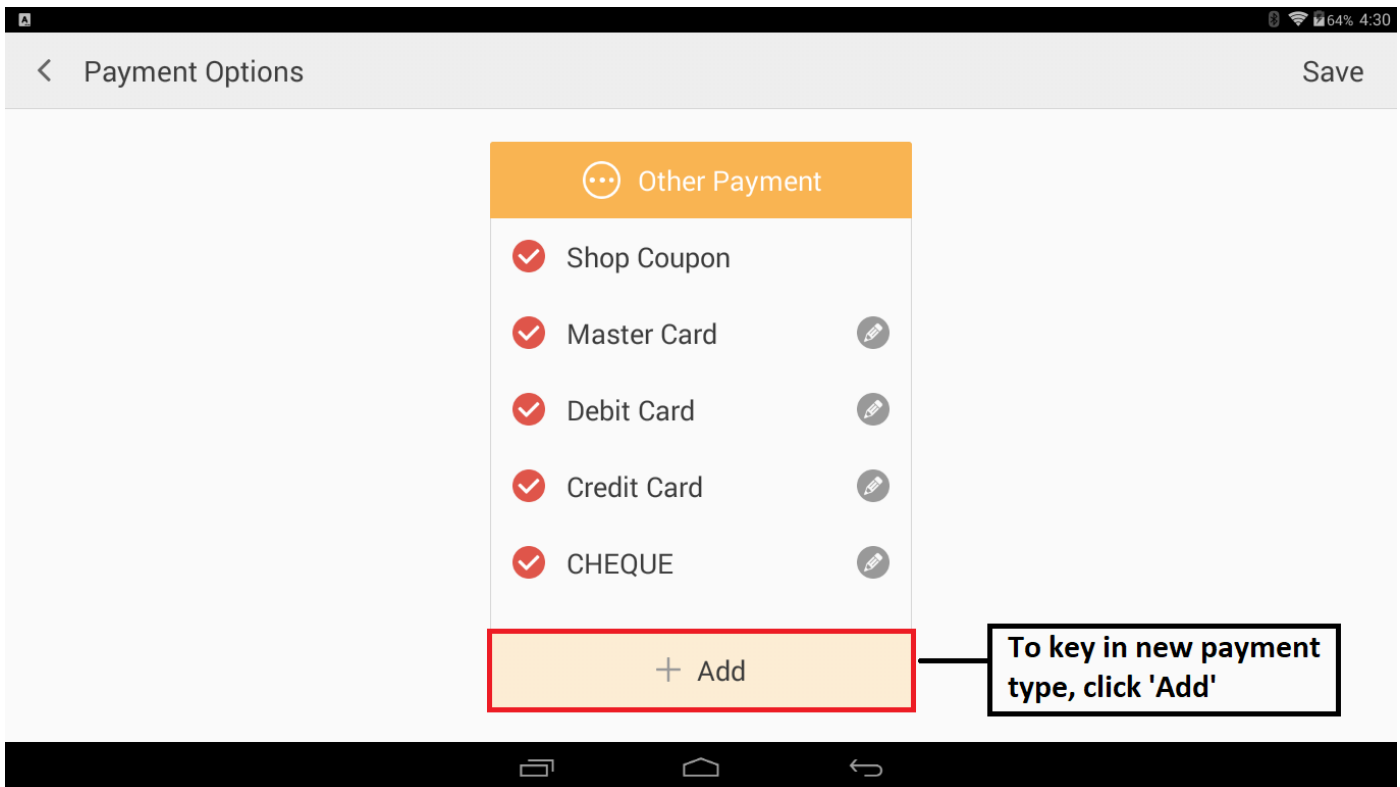 A
64% 4:30
Payment Options
Save
Other Payment
Shop Coupon
Master Card
Debit Card
Credit Card
CHEQUE
+ Add
To key in new payment
type, click 'Add'